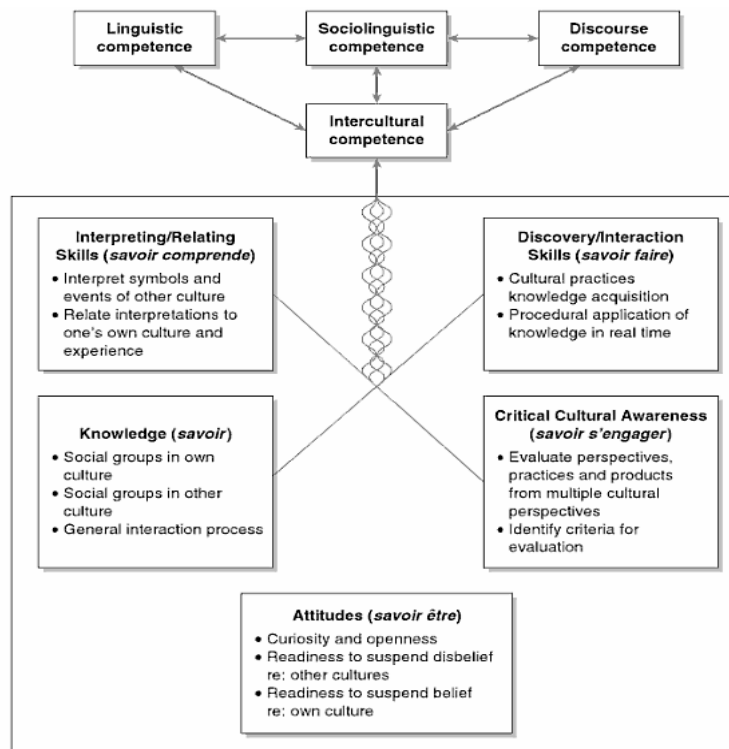 Linguistic
competence
Sociolinguistic
competence
Discourse
competence
Intercultural
competence
Interpreting/Relating
Skills (savoir comprende)
• Interpret symbols and
events of other culture
• Relate interpretations to
one's own culture and
experience
Discovery/Interaction
Skills (savoir faire)
• Cultural practices
knowledge acquisition
• Procedural application of
knowledge in real time
Knowledge (savoir)
• Social groups in own
culture
• Social groups in other
culture
• General interaction process
Critical Cultural Awareness
(savoir s'engager)
• Evaluate perspectives,
practices and products
from multiple cultural
perspectives
• Identify criteria for
evaluation
Attitudes (savoir être)
• Curiosity and openness
• Readiness to suspend disbelief
re: other cultures
• Readiness to suspend belief
re: own culture